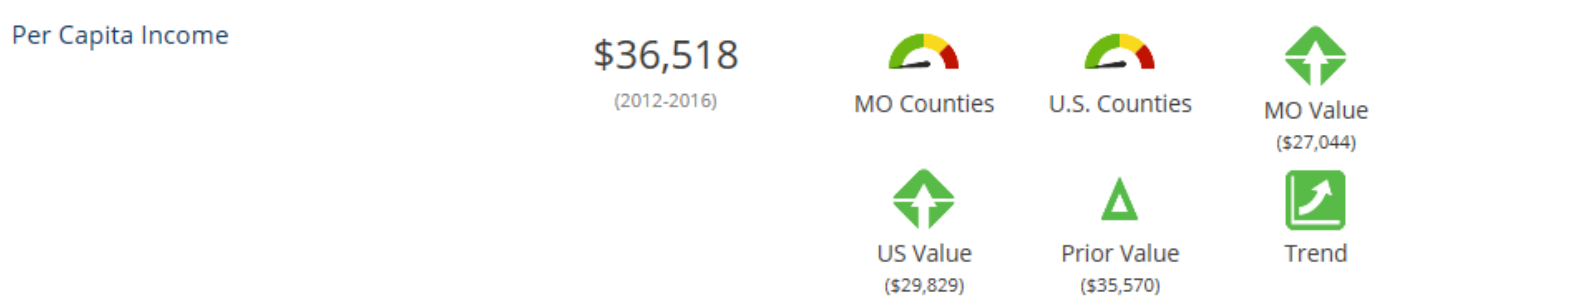 Per Capita Income
$36,518
(2012-2016)
MO Counties
U.S. Counties
MO Value
($27,044)
US Value
($29,829)
Prior Value
($35,570)
Trend